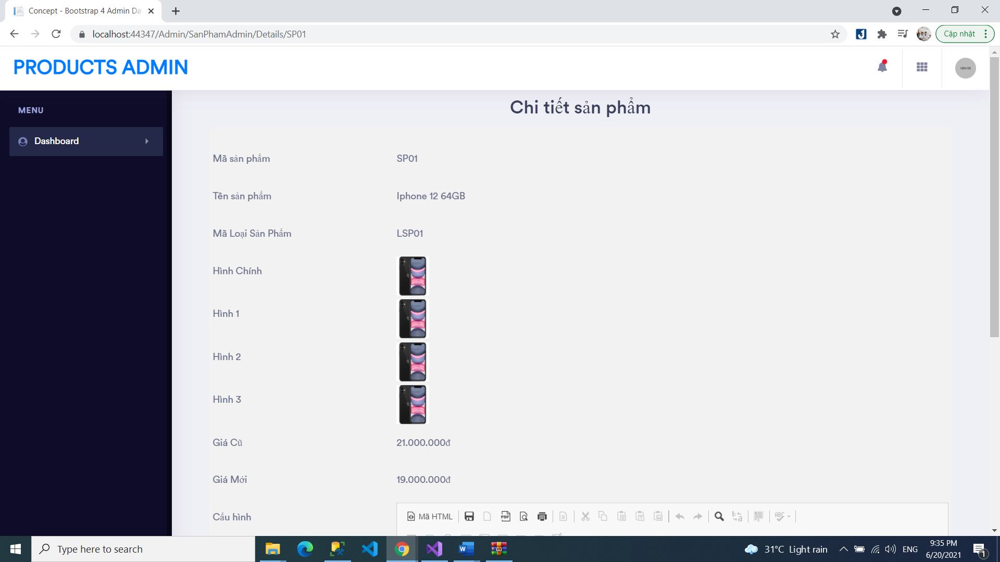 Concept - Bootstrap 4 Admin Da
localhost:44347/Admin/SanPhamAdmin/Details/SP01
Cập nhật
PRODUCTS ADMIN
MENU
Dashboard
Chi tiết sản phẩm
Mã sản phẩm SP01
Tên sản phẩm Iphone 12 64GB
Mã Loại Sản Phẩm LSP01
Hình Chính
Hình 1
Hình 2
Hình 3
Giá Cũ 21.000.000đ
Giá Mới 19.000.000đ
Cấu hình Mã HTML
Type here to search
31°C Light rain
ENG
9:35 PM
6/20/2021
1